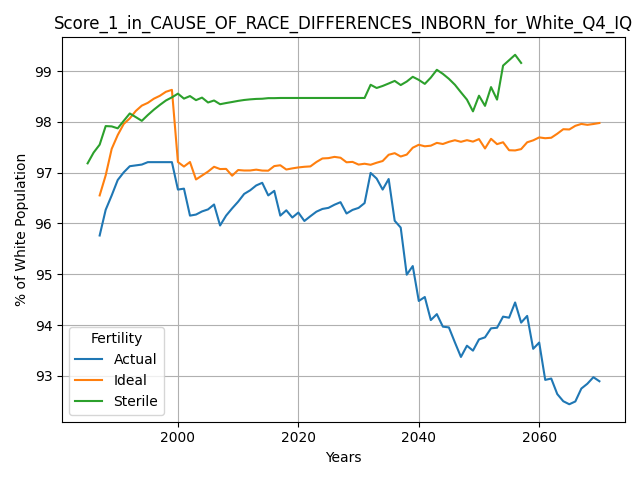 Score_1_in_CAUSE_OF_RACE_DIFFERENCES_INBORN_for_White_Q4_IQ
99
98
97
96
95
94
93
% of White Population
Fertility
Actual
Ideal
Sterile
2000
2020
2040
2060
Years